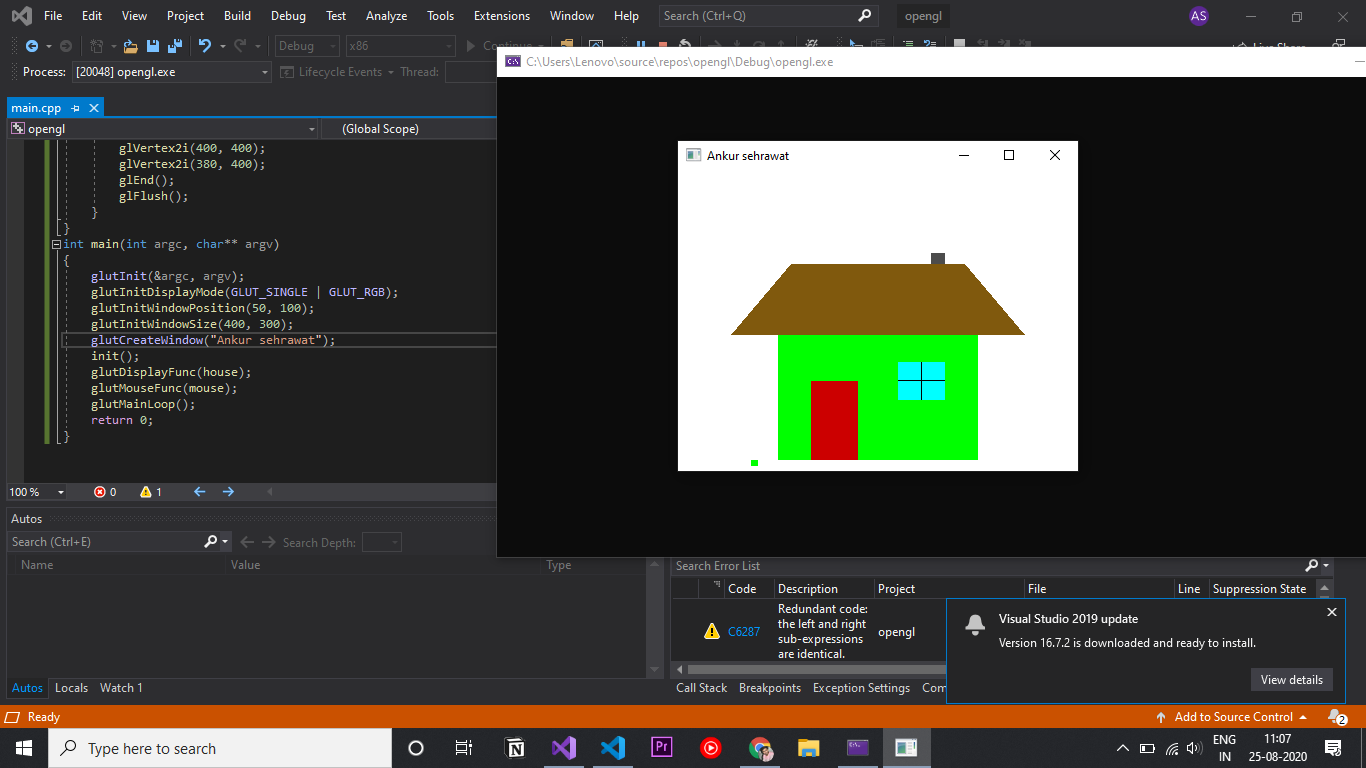 File Edit View Project Build Debug Test Analyze Tools Extensions Window Help Search (Ctrl+Q) opengl AS
Debug x86 Continue Live Share
Process: [20048] opengl.exe Lifecycle Events Thread:
C:\Users\Lenovo\source\repos\opengl\Debug\opengl.exe
main.cpp
opengl (Global Scope)
glVertex2i(400, 400);
glVertex2i(380, 400);
glEnd();
glFlush();
}
}
int main(int argc, char** argv)
{
glutInit(&argc, argv);
glutInitDisplayMode(GLUT_SINGLE | GLUT_RGB);
glutInitWindowPosition(50, 100);
glutInitWindowSize(400, 300);
glutCreateWindow("Ankur sehrawat");
init();
glutDisplayFunc(house);
glutMouseFunc(mouse);
glutMainLoop();
return 0;
}
Ankur sehrawat
100 % 0 1
Autos
Search (Ctrl+E) Search Depth:
Name Value Type
Autos Locals Watch 1
Search Error List
Code Description Project File Line Suppression State
C6287 Redundant code: the left and right sub-expressions are identical. opengl
Call Stack Breakpoints Exception Settings Com
Visual Studio 2019 update
Version 16.7.2 is downloaded and ready to install.
View details
Ready Add to Source Control 2
Type here to search Pr ENG IN 11:07 25-08-2020